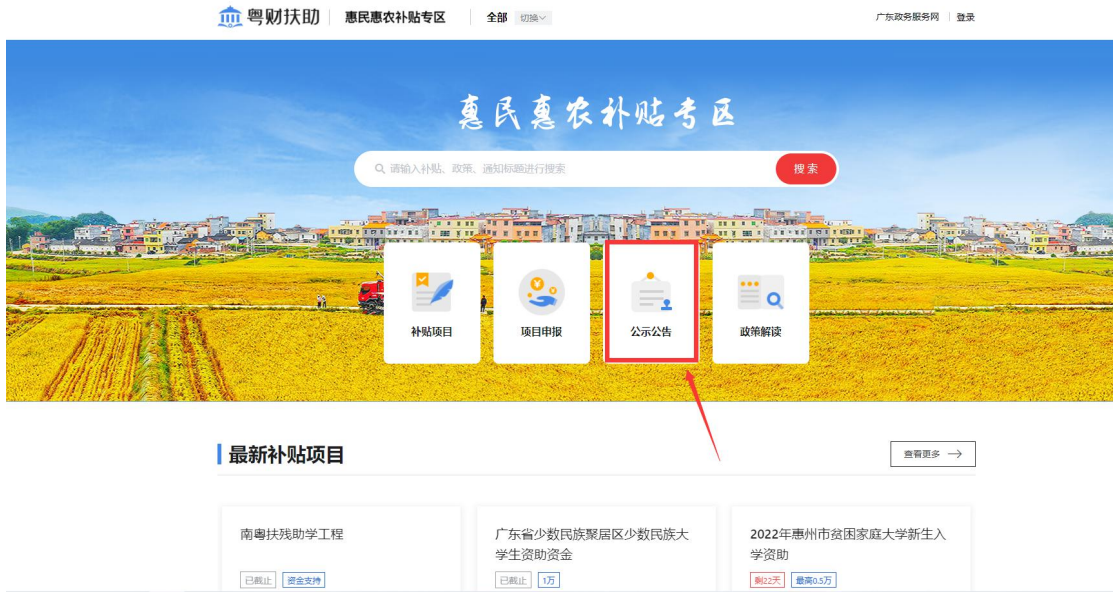 粤财扶助 惠民惠农补贴专区 全部 切换 广东政务服务网 登录
惠民惠农补贴专区
请输入补贴、政策、通知标题进行搜索 搜索
补贴项目 项目申报 公示公告 政策解读
最新补贴项目 查看更多
南粤扶残助学工程
已截止 资金支持
广东省少数民族聚居区少数民族大
学生资助资金
已截止 1万
2022年惠州市贫困家庭大学新生入
学资助
剩22天 最高0.5万